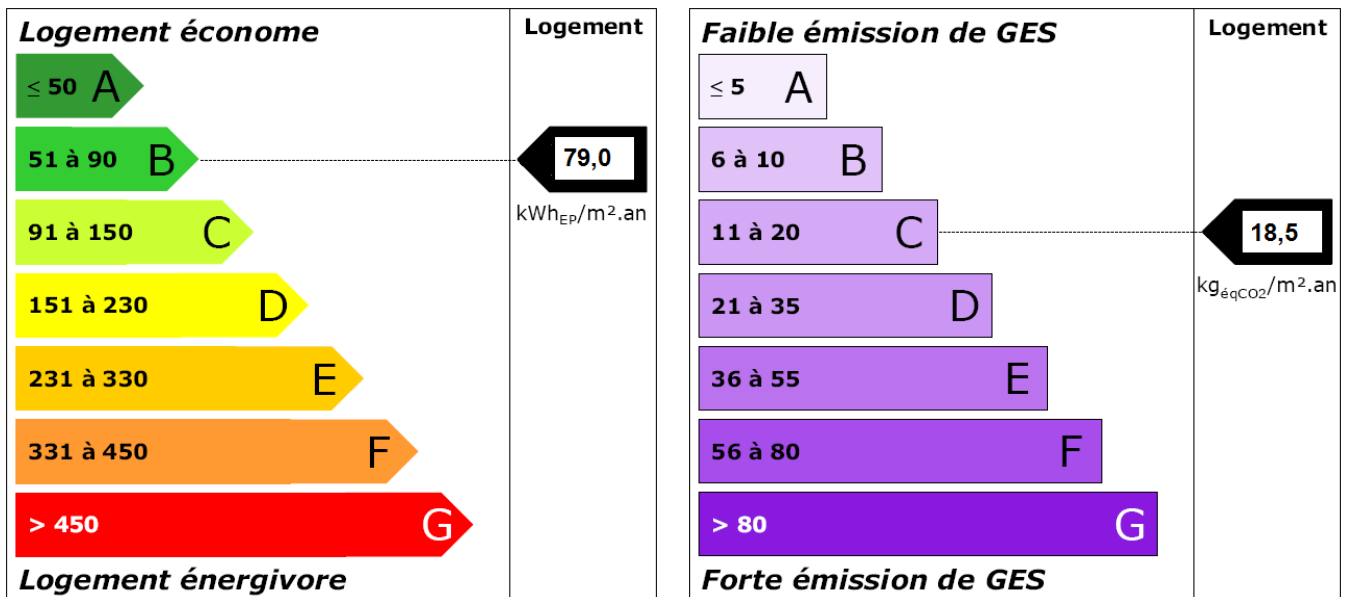 Logement économe
Logement
≤ 50 A
51 à 90 B
79,0
kWhEP/m².an
91 à 150 C
151 à 230 D
231 à 330 E
331 à 450 F
> 450 G
Logement énergivore
Faible émission de GES
Logement
≤ 5 A
6 à 10 B
11 à 20 C
18,5
kgéqCO2/m².an
21 à 35 D
36 à 55 E
56 à 80 F
> 80 G
Forte émission de GES